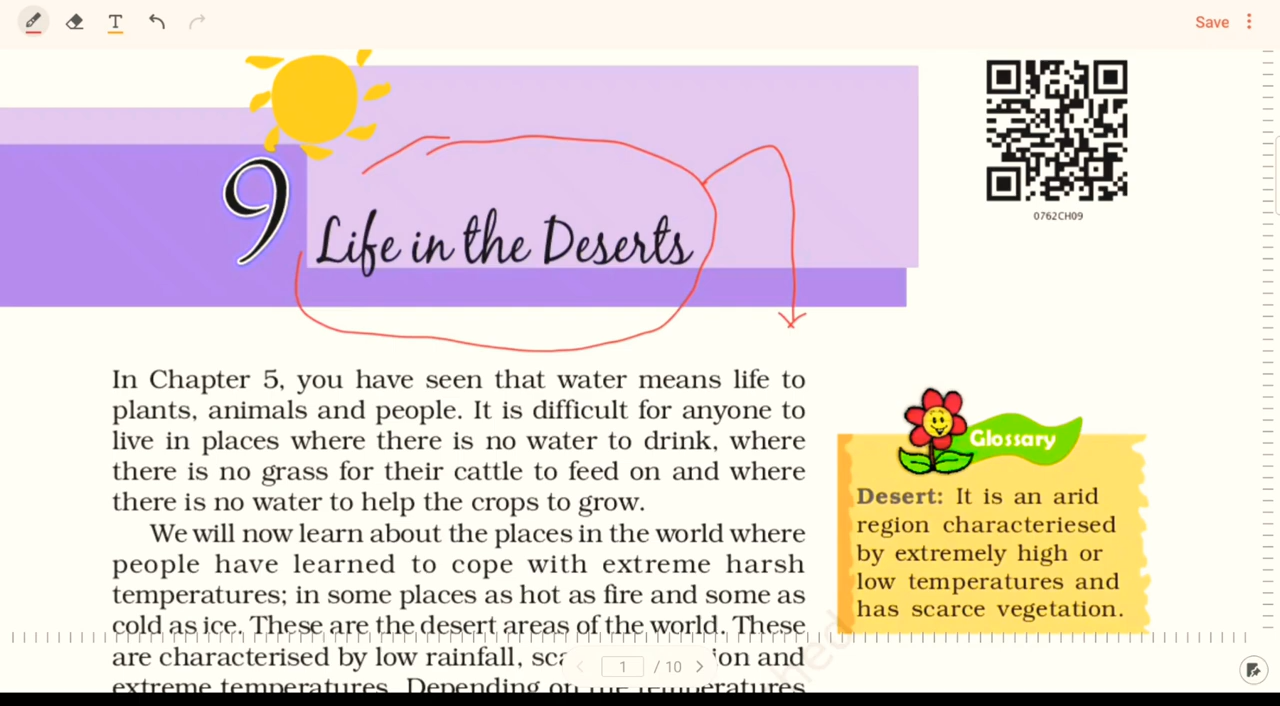 T
Save
9
Life in the Deserts
0762CH09
In Chapter 5, you have seen that water means life to
plants, animals and people. It is difficult for anyone to
live in places where there is no water to drink, where
there is no grass for their cattle to feed on and where
there is no water to help the crops to grow.
We will now learn about the places in the world where
people have learned to cope with extreme harsh
temperatures; in some places as hot as fire and some as
cold as ice. These are the desert areas of the world. These
are characterised by low rainfall,
and
extreme temperatures. Depending on the temperatures
Glossary
Desert: It is an arid
region characteriesed
by extremely high or
low temperatures and
has scarce vegetation.
1 / 10